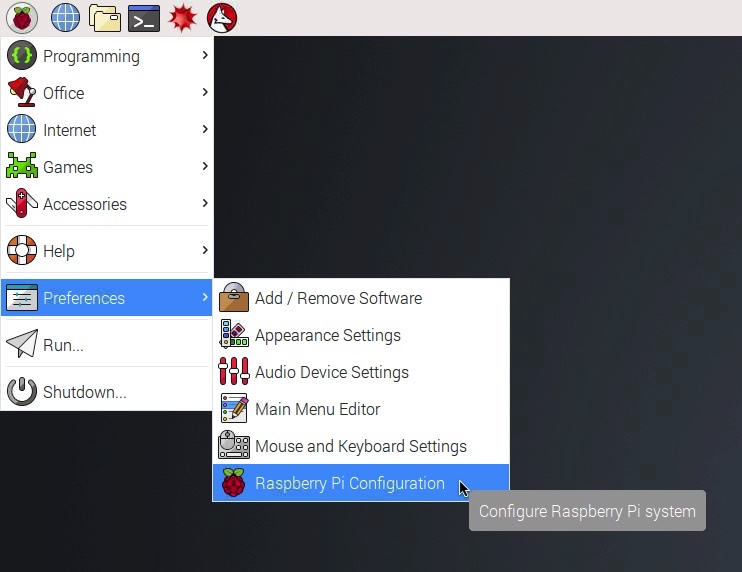 Programming
Office
Internet
Games
Accessories
Help
Preferences
Run...
Shutdown...
Add / Remove Software
Appearance Settings
Audio Device Settings
Main Menu Editor
Mouse and Keyboard Settings
Raspberry Pi Configuration
Configure Raspberry Pi system